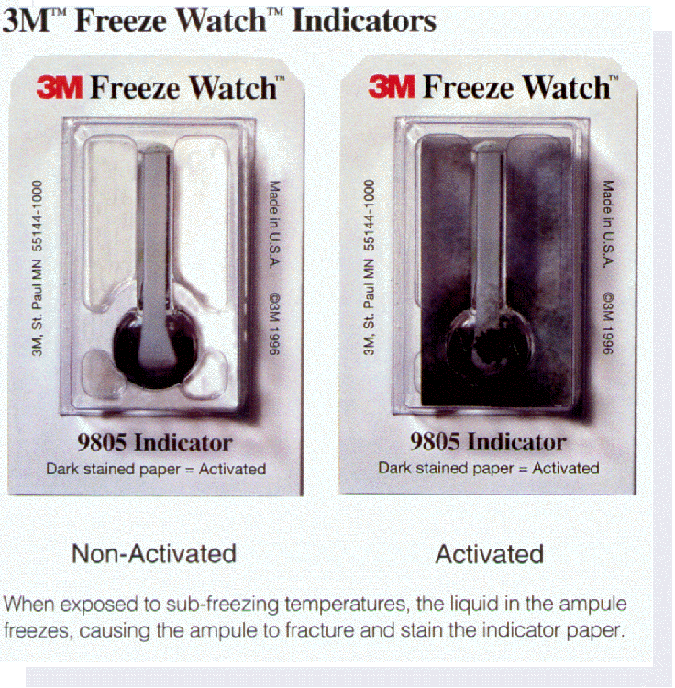 3M™ Freeze Watch™ Indicators
3M Freeze Watch™
3M, St. Paul MN 55144-1000
Made in U.S.A. ©3M 1996
9805 Indicator
Dark stained paper = Activated
3M Freeze Watch™
3M, St. Paul MN 55144-1000
Made in U.S.A. ©3M 1996
9805 Indicator
Dark stained paper = Activated
Non-Activated
Activated
When exposed to sub-freezing temperatures, the liquid in the ampule
freezes, causing the ampule to fracture and stain the indicator paper.